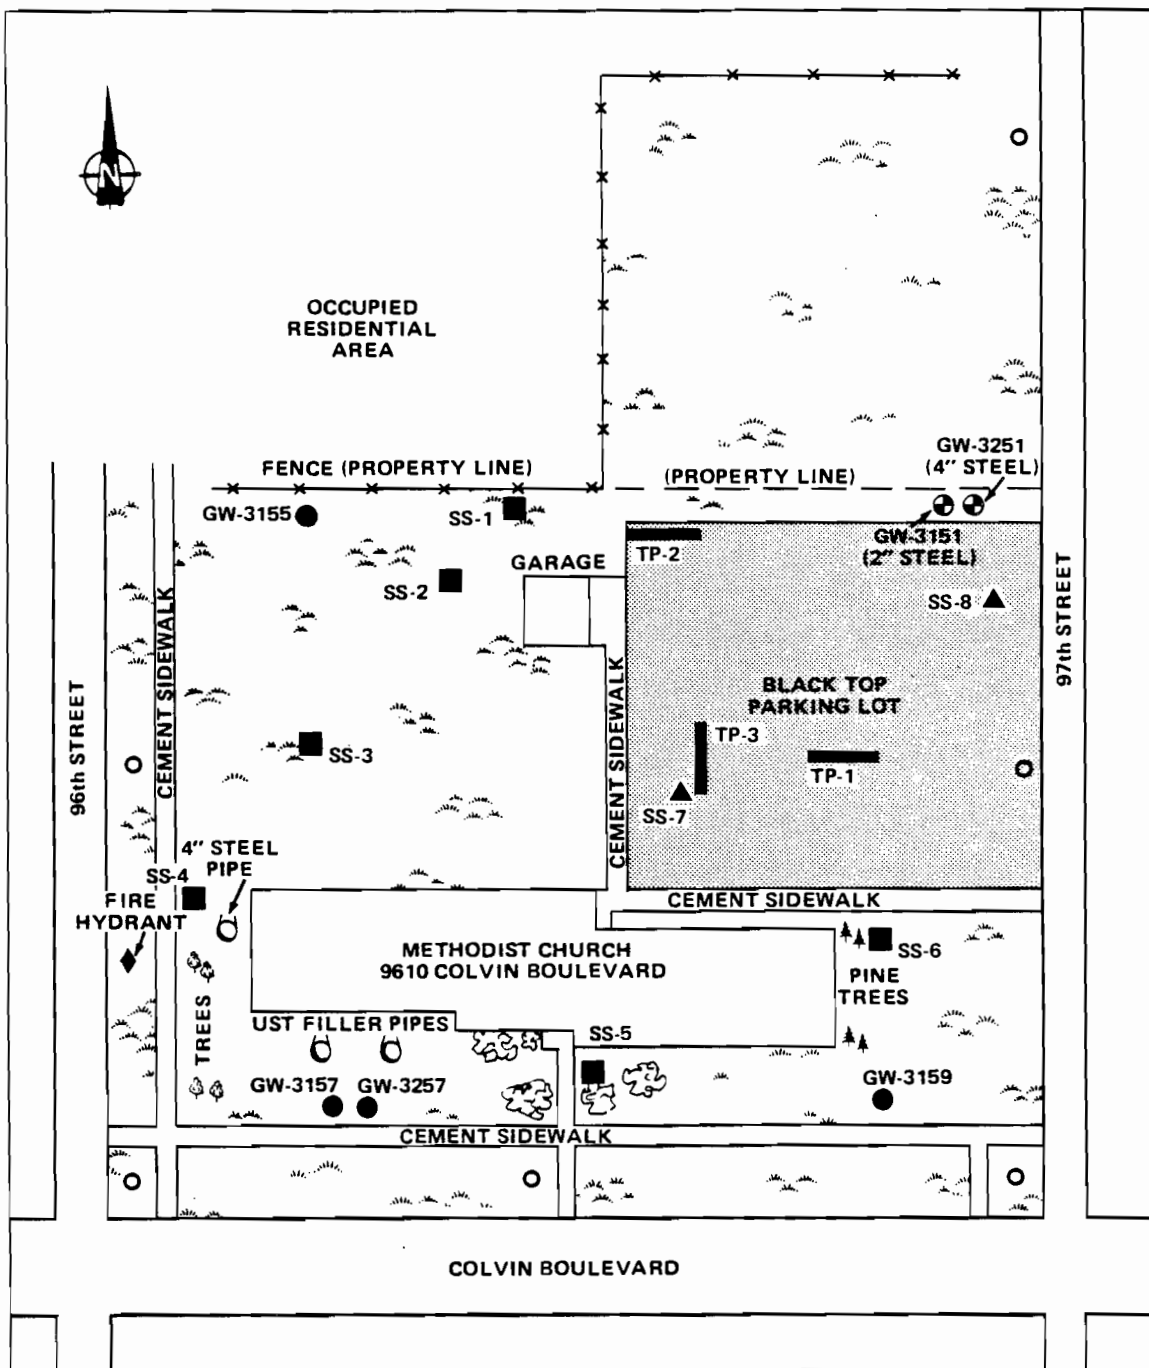 N
OCCUPIED
RESIDENTIAL
AREA
GW-3251
(4" STEEL)
FENCE (PROPERTY LINE)
(PROPERTY LINE)
GW-3155
SS-1
GW-3151
(2" STEEL)
TP-2
GARAGE
SS-2
SS-8
97th STREET
CEMENT SIDEWALK
CEMENT SIDEWALK
BLACK TOP
PARKING LOT
96th STREET
TP-3
SS-3
TP-1
SS-7
4" STEEL
PIPE
SS-4
FIRE
HYDRANT
CEMENT SIDEWALK
METHODIST CHURCH
9610 COLVIN BOULEVARD
SS-6
PINE
TREES
TREES
UST FILLER PIPES
SS-5
GW-3157
GW-3257
GW-3159
CEMENT SIDEWALK
COLVIN BOULEVARD